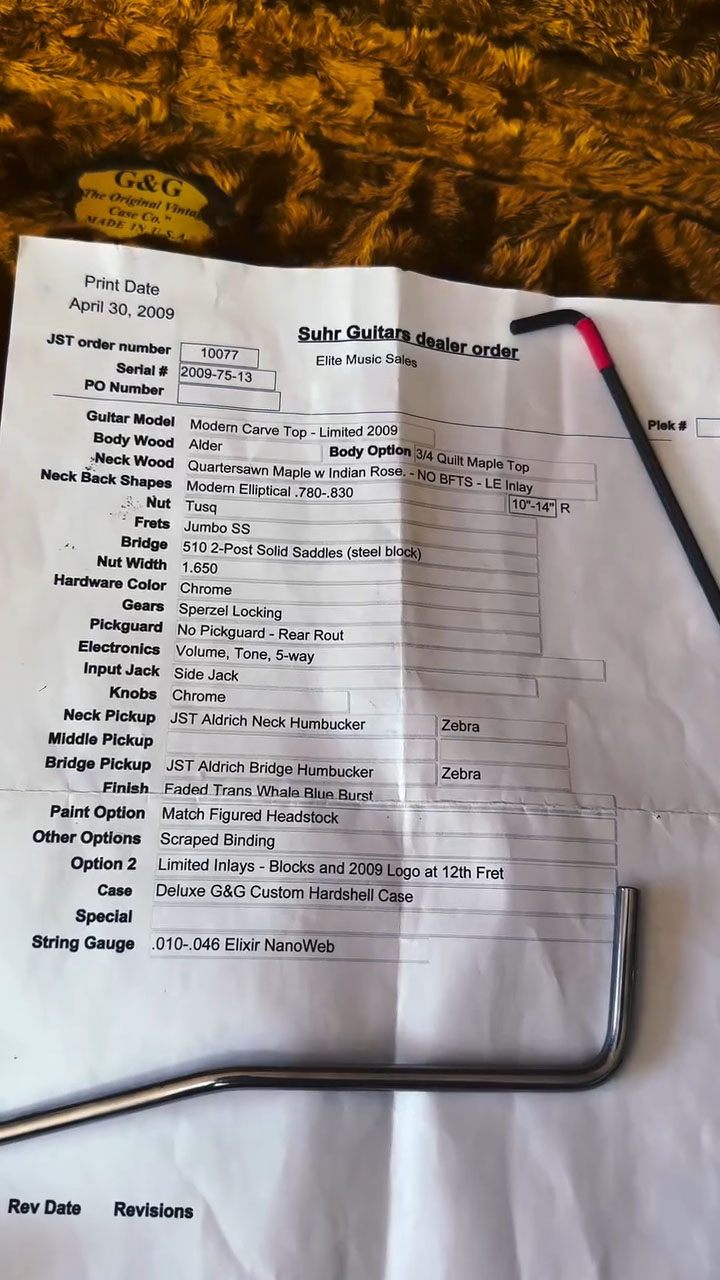 G&G
The Original Vintag
Case Co."
MADE IN U.S.A.
Print Date
April 30, 2009
Suhr Guitars dealer order
Elite Music Sales
JST order number 10077
Serial # 2009-75-13
PO Number
Plek #
Guitar Model Modern Carve Top - Limited 2009
Body Wood Alder Body Option 3/4 Quilt Maple Top
Neck Wood Quartersawn Maple w Indian Rose. - NO BFTS - LE Inlay
Neck Back Shapes Modern Elliptical .780-.830 10"-14" R
Nut Tusq
Frets Jumbo SS
Bridge 510 2-Post Solid Saddles (steel block)
Nut Width 1.650
Hardware Color Chrome
Gears Sperzel Locking
Pickguard No Pickguard - Rear Rout
Electronics Volume, Tone, 5-way
Input Jack Side Jack
Knobs Chrome
Neck Pickup JST Aldrich Neck Humbucker Zebra
Middle Pickup
Bridge Pickup JST Aldrich Bridge Humbucker Zebra
Finish Faded Trans Whale Blue Burst
Paint Option Match Figured Headstock
Other Options Scraped Binding
Option 2 Limited Inlays - Blocks and 2009 Logo at 12th Fret
Case Deluxe G&G Custom Hardshell Case
Special
String Gauge .010-.046 Elixir NanoWeb
Rev Date Revisions